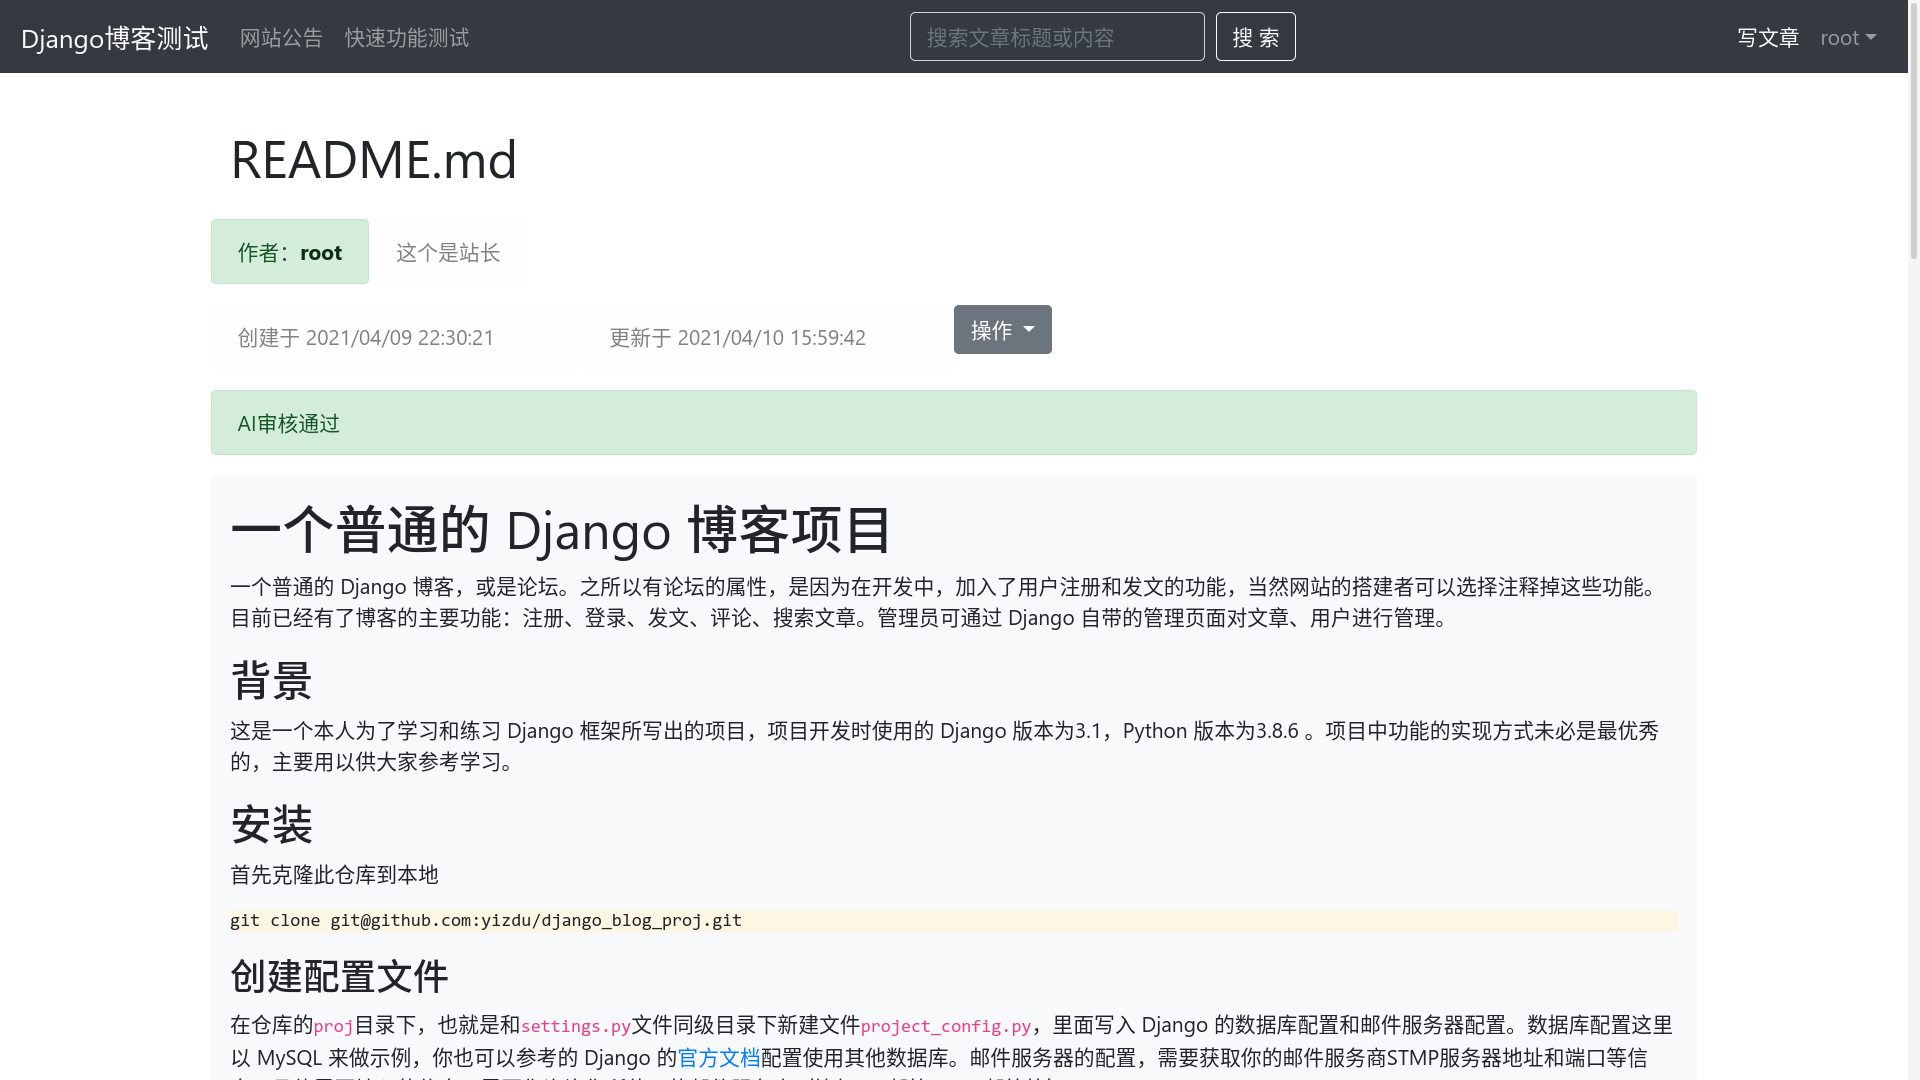 Django博客测试 网站公告 快速功能测试 搜索文章标题或内容 搜 索 写文章 root
README.md
作者：root 这个是站长
创建于 2021/04/09 22:30:21 更新于 2021/04/10 15:59:42 操作
AI审核通过
一个普通的 Django 博客项目
一个普通的 Django 博客，或是论坛。之所以有论坛的属性，是因为在开发中，加入了用户注册和发文的功能，当然网站的搭建者可以选择注释掉这些功能。
目前已经有了博客的主要功能：注册、登录、发文、评论、搜索文章。管理员可通过 Django 自带的管理页面对文章、用户进行管理。
背景
这是一个本人为了学习和练习 Django 框架所写出的项目，项目开发时使用的 Django 版本为3.1，Python 版本为3.8.6 。项目中功能的实现方式未必是最优秀
的，主要用以供大家参考学习。
安装
首先克隆此仓库到本地
git clone git@github.com:yizdu/django_blog_proj.git
创建配置文件
在仓库的proj目录下，也就是和settings.py文件同级目录下新建文件project_config.py，里面写入 Django 的数据库配置和邮件服务器配置。数据库配置这里
以 MySQL 来做示例，你也可以参考的 Django 的官方文档配置使用其他数据库。邮件服务器的配置，需要获取你的邮件服务商STMP服务器地址和端口等信